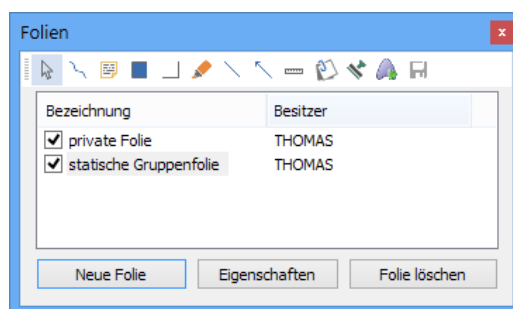 Folien
Bezeichnung Besitzer
private Folie THOMAS
statische Gruppenfolie THOMAS
Neue Folie Eigenschaften Folie löschen